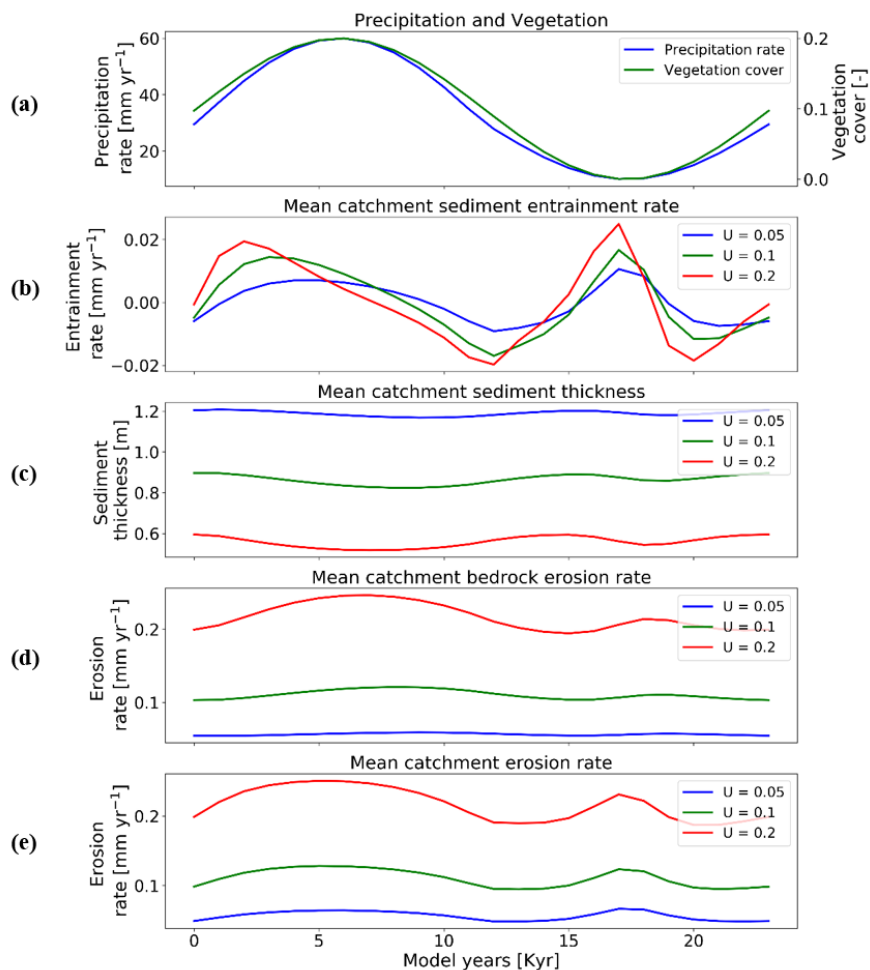 Precipitation and Vegetation
(a)
Precipitation
rate [mm yr⁻¹]
60
40
20
Precipitation rate
Vegetation cover
0.2
0.1
0.0
Vegetation
cover [-]
Mean catchment sediment entrainment rate
(b)
Entrainment
rate [mm yr⁻¹]
0.02
0.00
−0.02
U = 0.05
U = 0.1
U = 0.2
Mean catchment sediment thickness
(c)
Sediment
thickness [m]
1.2
1.0
0.8
0.6
U = 0.05
U = 0.1
U = 0.2
Mean catchment bedrock erosion rate
(d)
Erosion
rate [mm yr⁻¹]
0.2
0.1
U = 0.05
U = 0.1
U = 0.2
Mean catchment erosion rate
(e)
Erosion
rate [mm yr⁻¹]
0.2
0.1
U = 0.05
U = 0.1
U = 0.2
0 5 10 15 20
Model years [Kyr]